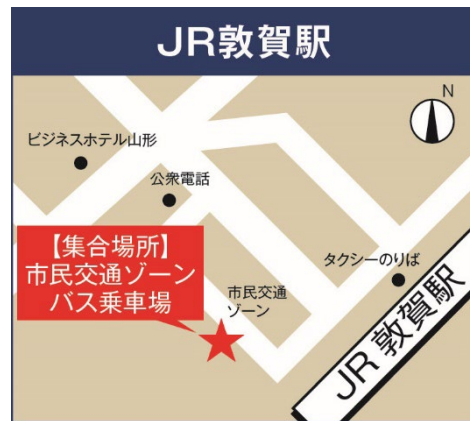 JR敦賀駅
N
ビジネスホテル山形
公衆電話
【集合場所】
市民交通ゾーン
バス乗車場
市民交通
ゾーン
タクシーのりば
JR敦賀駅